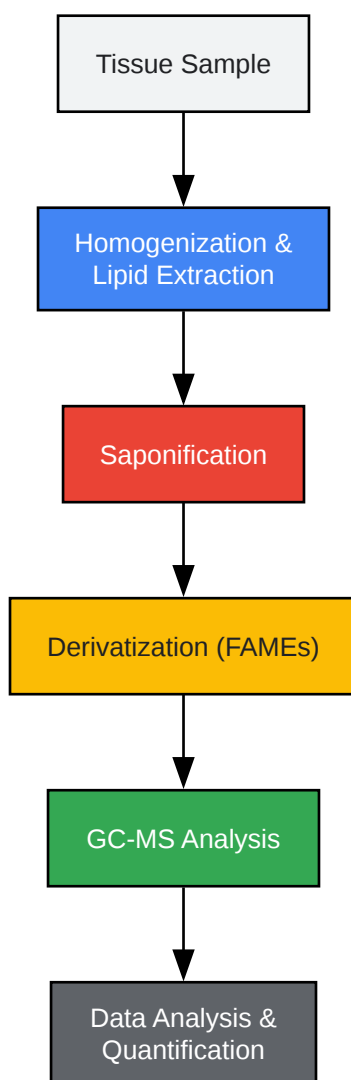 Tissue Sample
Homogenization &
Lipid Extraction
Saponification
Derivatization (FAMEs)
GC-MS Analysis
Data Analysis &
Quantification